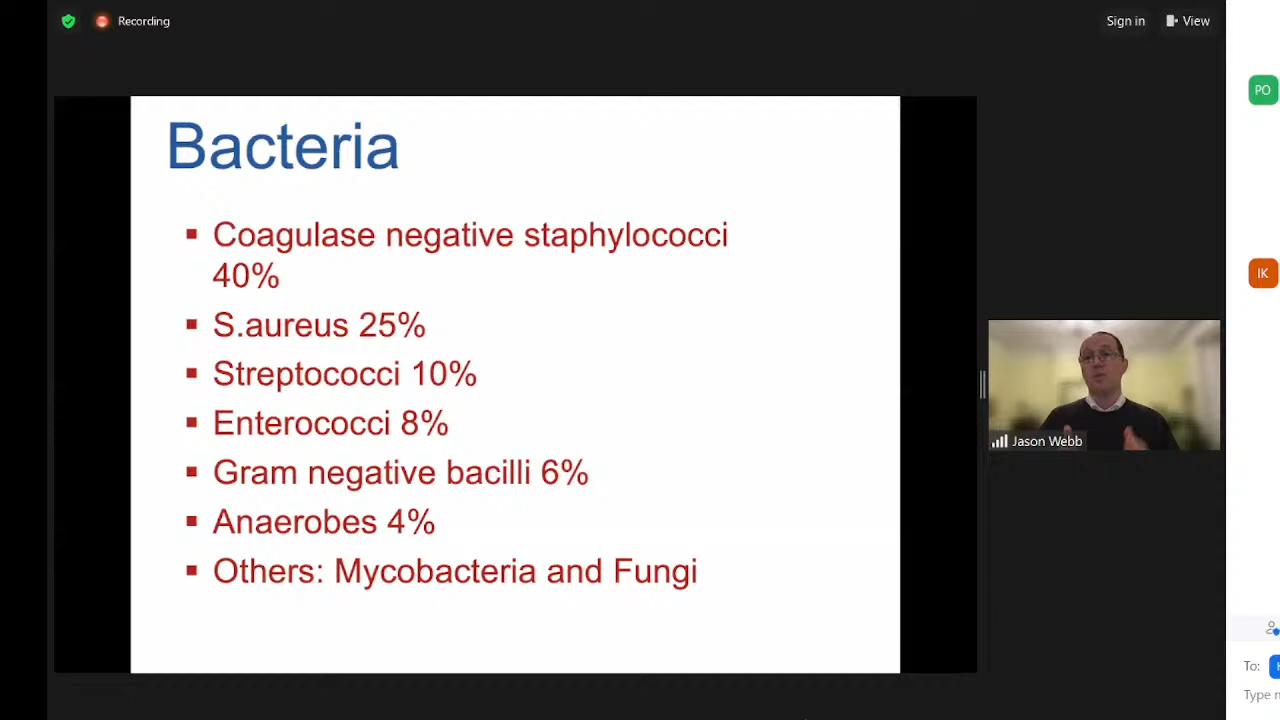 Recording
Sign in
View
PO
Bacteria
Coagulase negative staphylococci
40%
S.aureus 25%
Streptococci 10%
IK
Enterococci 8%
Jason Webb
Gram negative bacilli 6%
Anaerobes 4%
Others: Mycobacteria and Fungi
To:
Type